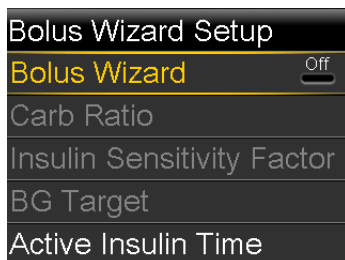 Bolus Wizard Setup
Bolus Wizard Off
Carb Ratio
Insulin Sensitivity Factor
BG Target
Active Insulin Time